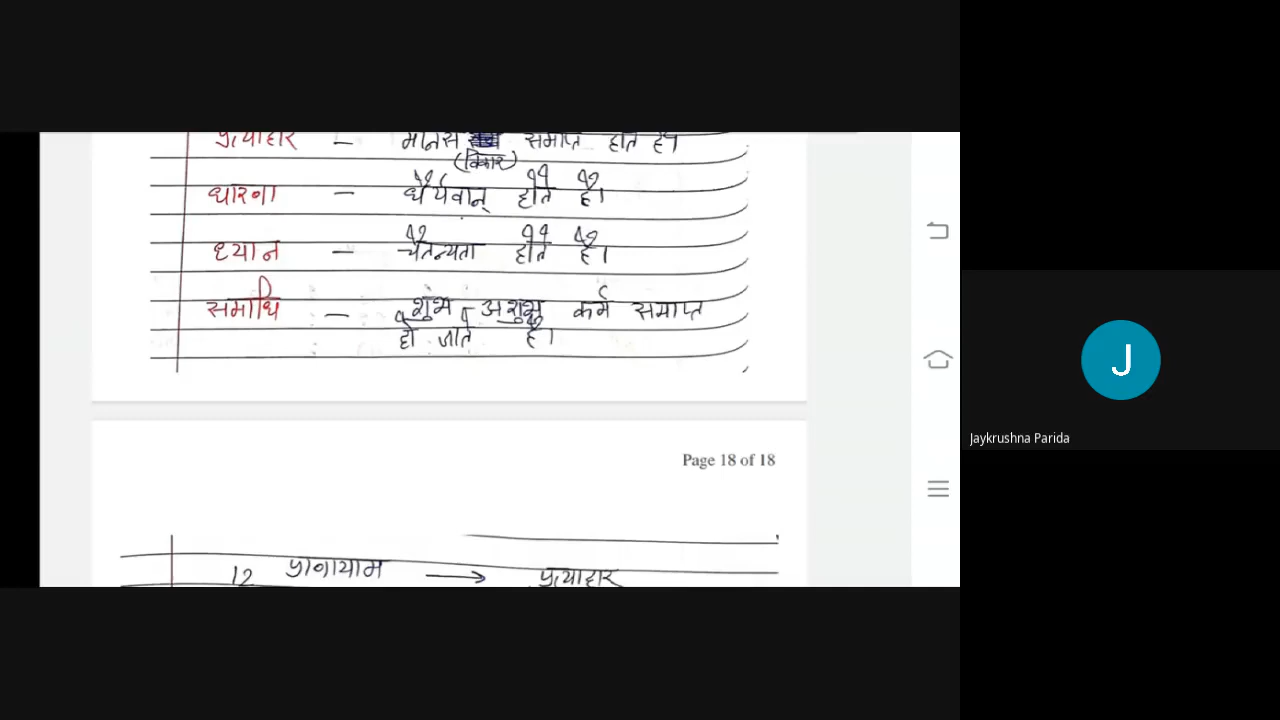 प्रत्याहार – मानस समाप्त होते है।
(विकार)
धारणा – धैर्यवान् होते है।
ध्यान – चैतन्यता होते है।
समाधि – शुभ - अशुभ कर्म समाप्त
हो जाते है।
Page 18 of 18
12 प्राणायाम → प्रत्याहार
J
Jaykrushna Parida